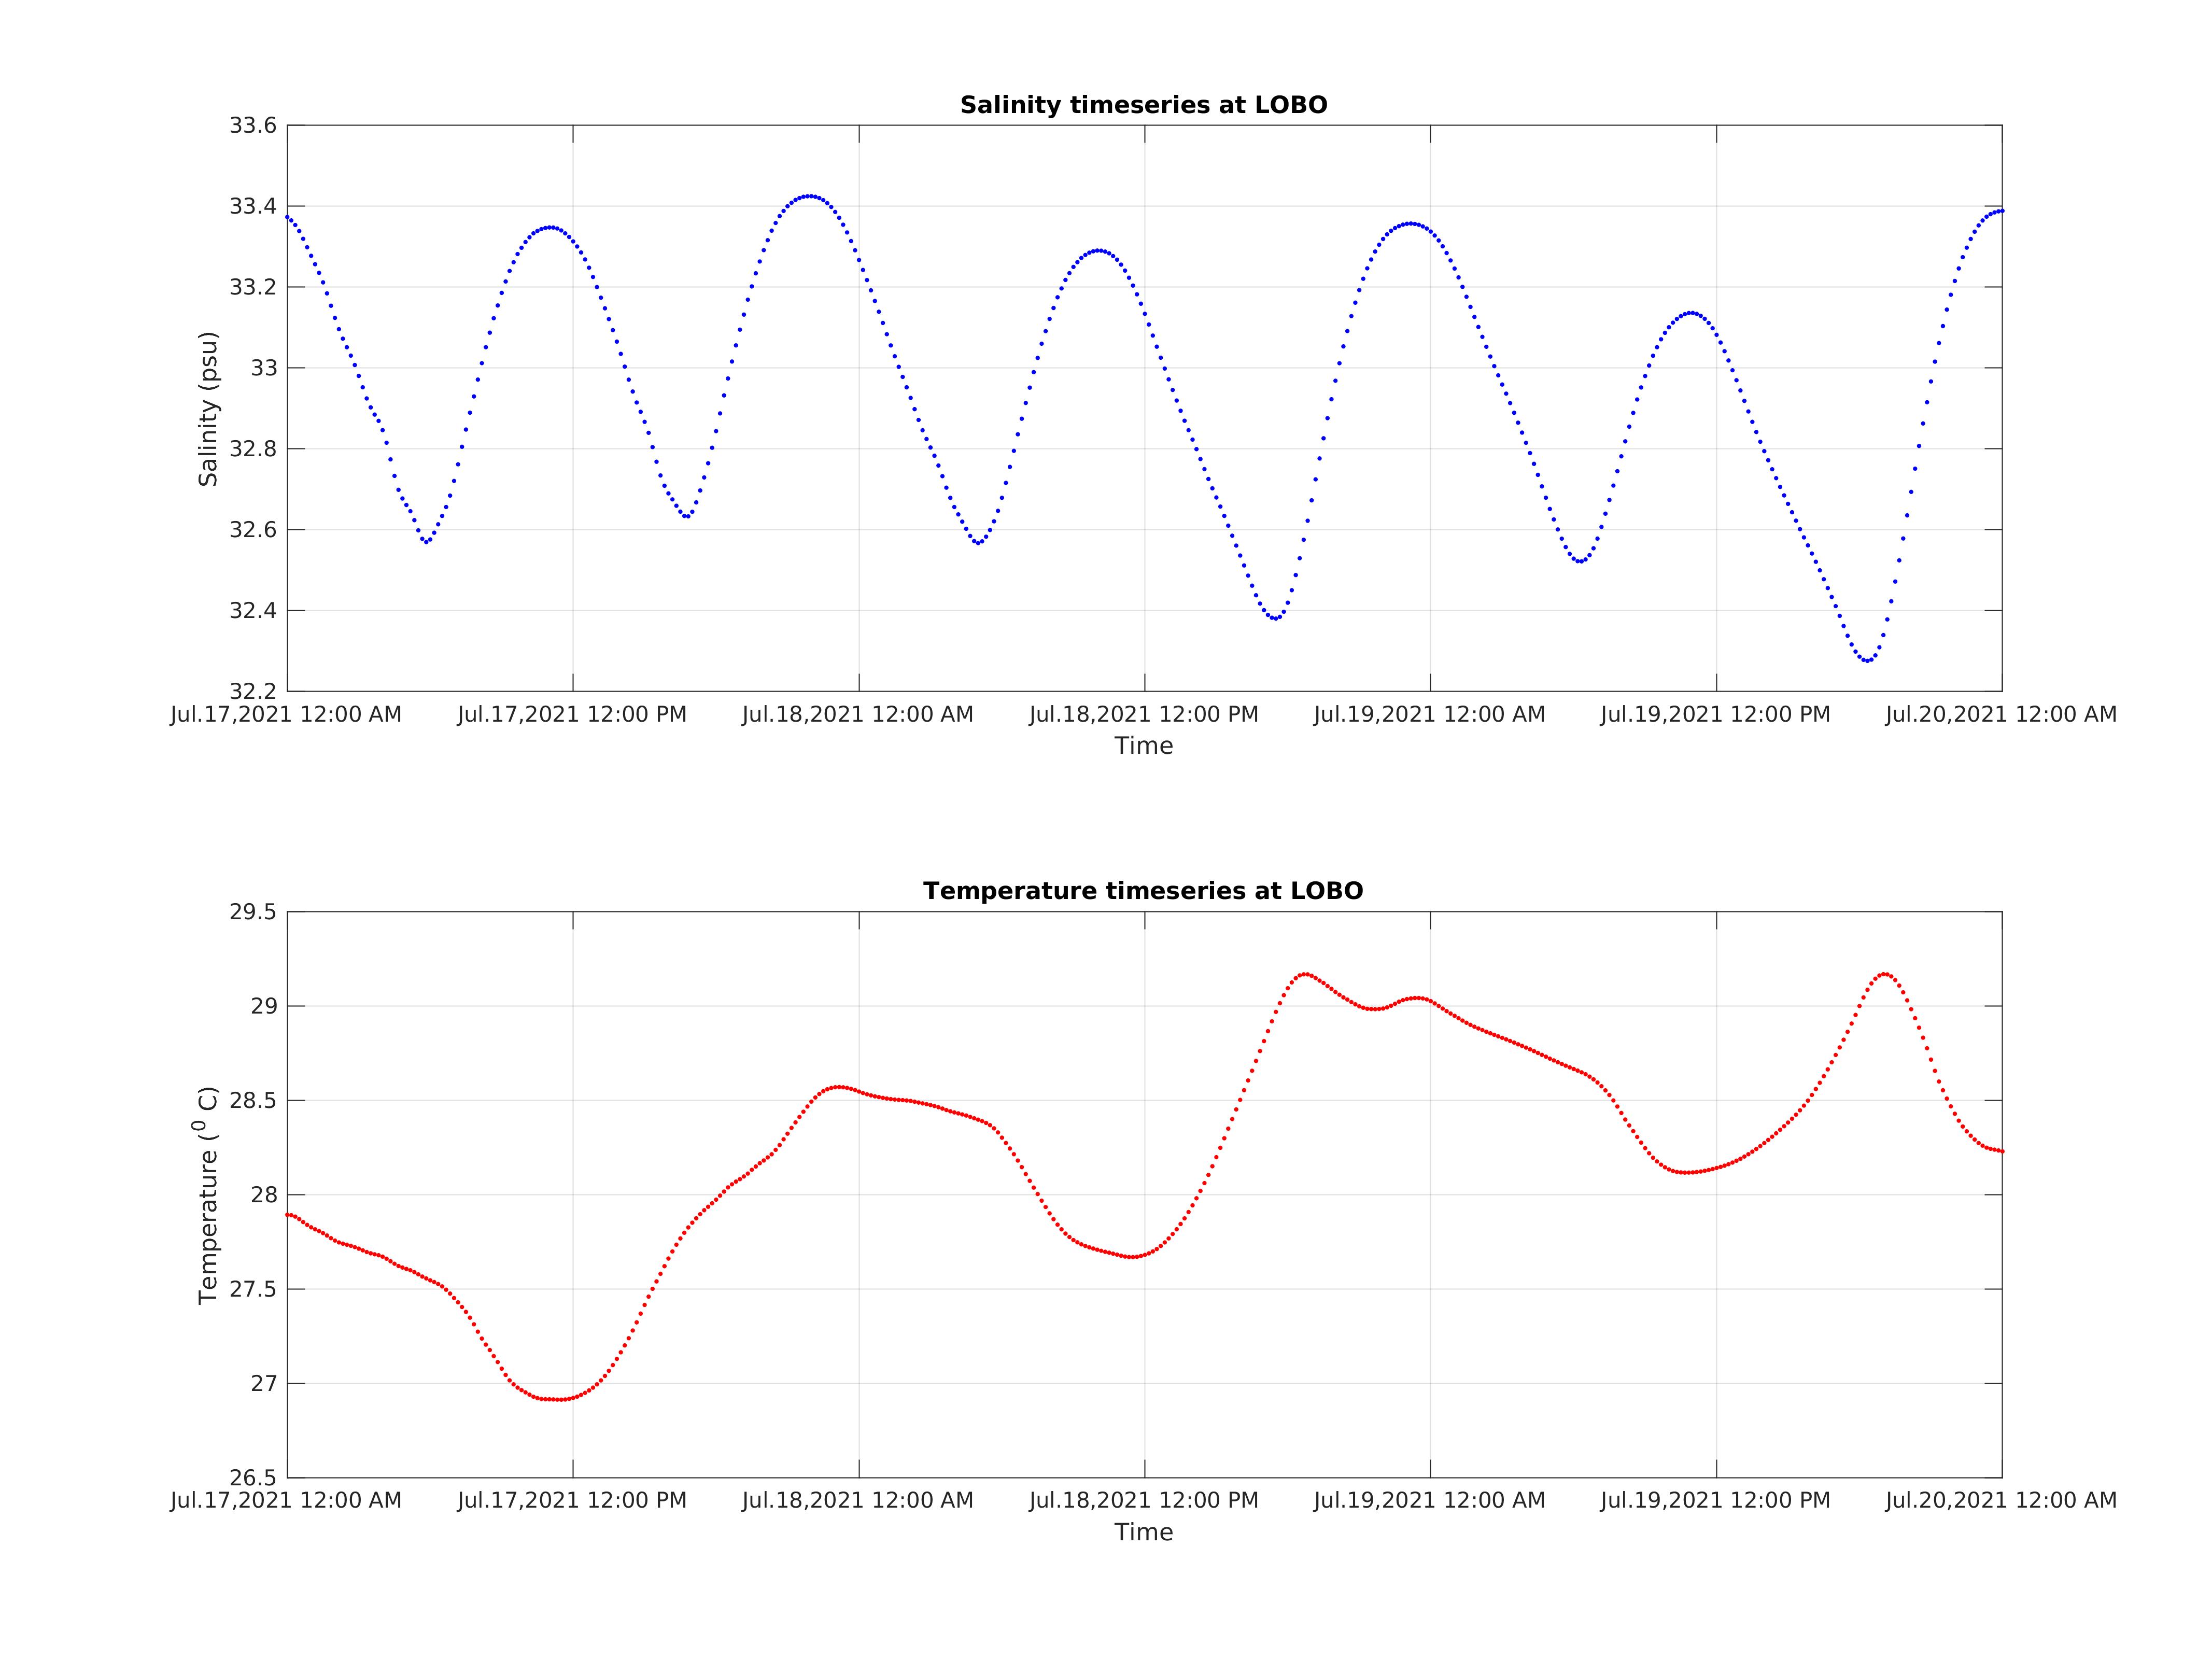 Salinity timeseries at LOBO
33.6
33.4
33.2
33
32.8
32.6
32.4
32.2
Salinity (psu)
Jul.17,2021 12:00 AM Jul.17,2021 12:00 PM Jul.18,2021 12:00 AM Jul.18,2021 12:00 PM Jul.19,2021 12:00 AM Jul.19,2021 12:00 PM Jul.20,2021 12:00 AM
Time
Temperature timeseries at LOBO
29.5
29
28.5
28
27.5
27
26.5
Temperature (⁰ C)
Jul.17,2021 12:00 AM Jul.17,2021 12:00 PM Jul.18,2021 12:00 AM Jul.18,2021 12:00 PM Jul.19,2021 12:00 AM Jul.19,2021 12:00 PM Jul.20,2021 12:00 AM
Time